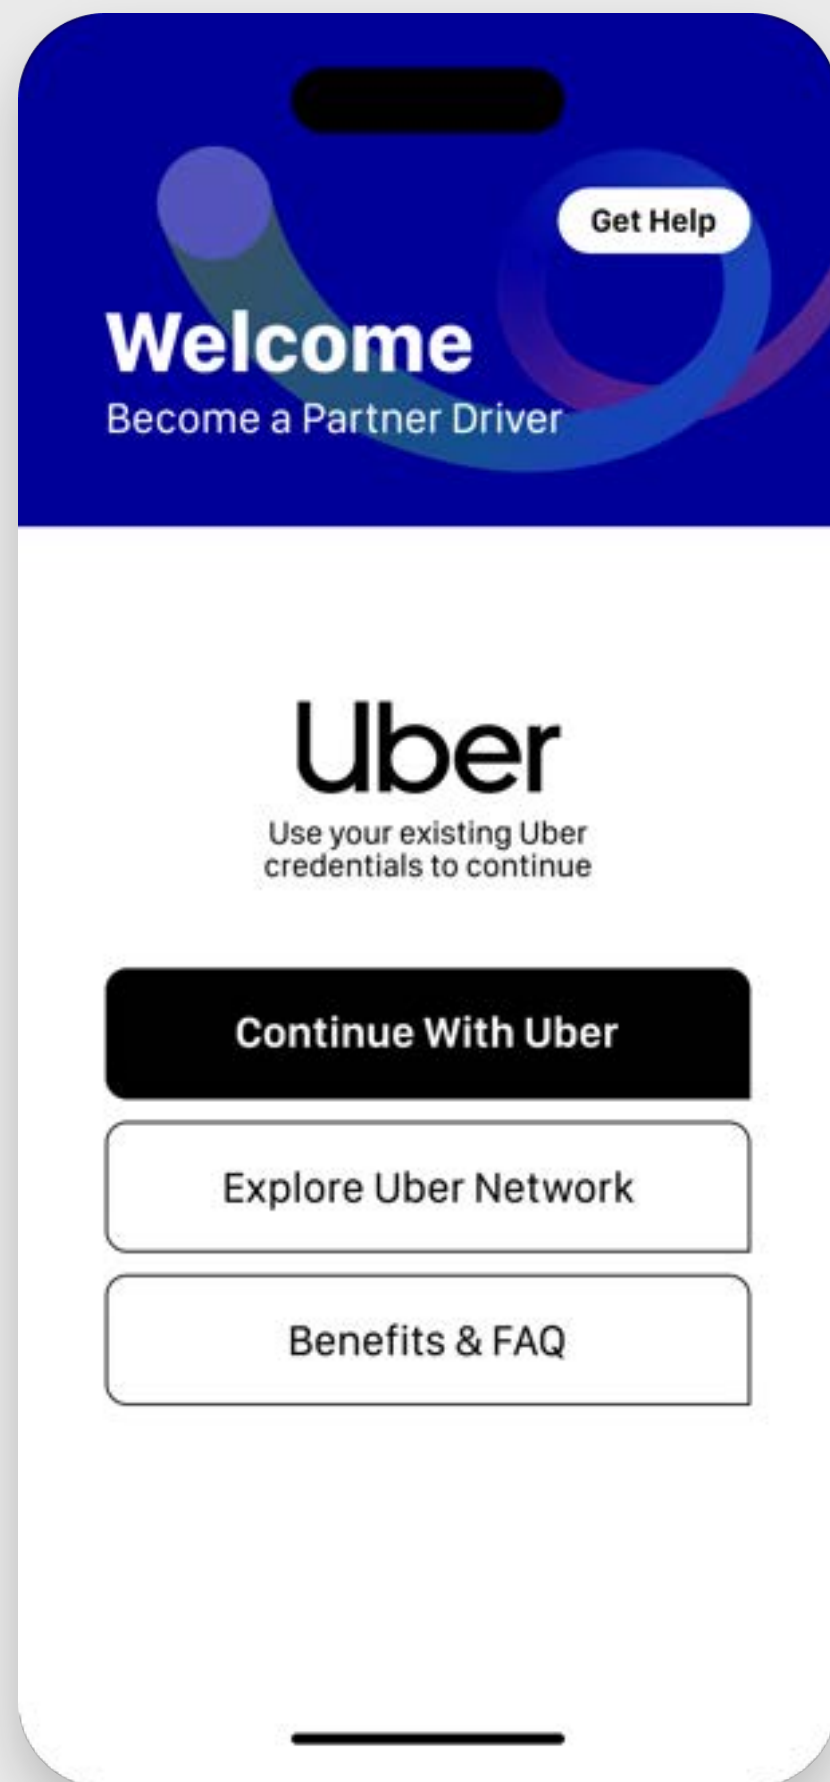 Get Help
Welcome
Become a Partner Driver
Uber
Use your existing Uber
credentials to continue
Continue With Uber
Explore Uber Network
Benefits & FAQ